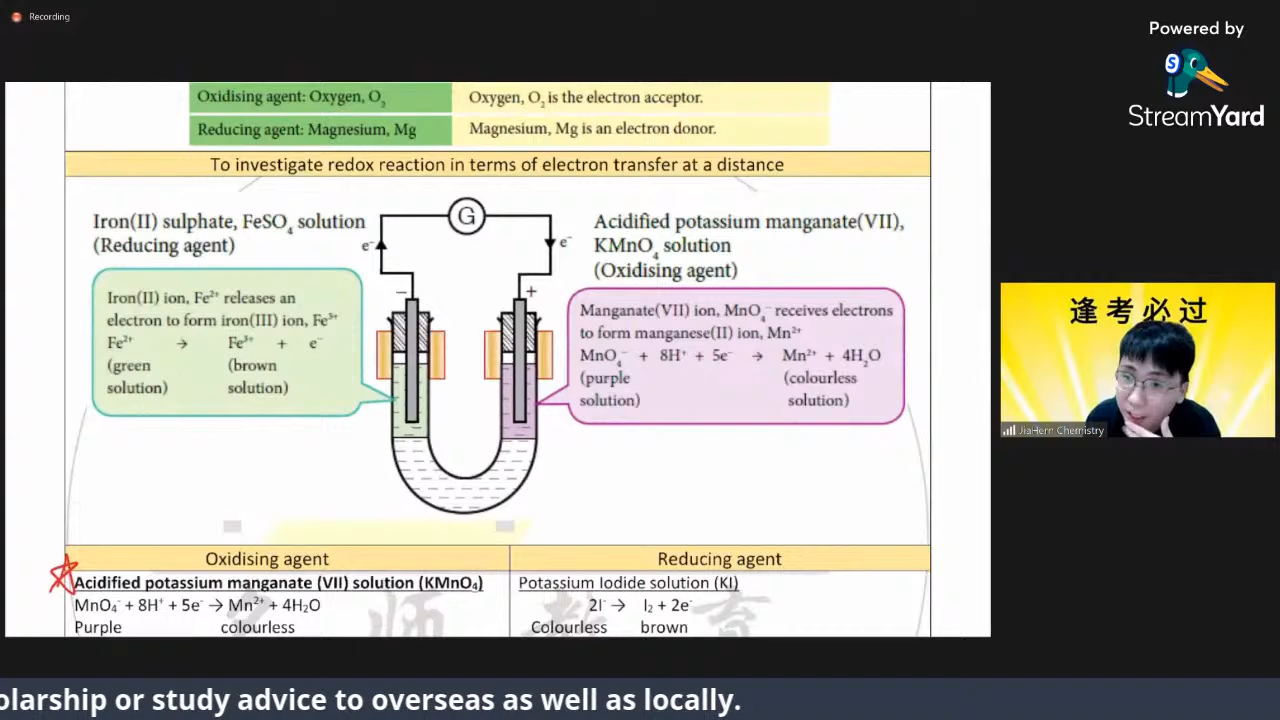 Recording
Powered by
S
StreamYard
Oxidising agent: Oxygen, O₂
Oxygen, O₂ is the electron acceptor.
Reducing agent: Magnesium, Mg
Magnesium, Mg is an electron donor.
To investigate redox reaction in terms of electron transfer at a distance
Iron(II) sulphate, FeSO₄ solution
(Reducing agent)
G
e⁻
e⁻
Acidified potassium manganate(VII),
KMnO₄ solution
(Oxidising agent)
Iron(II) ion, Fe²⁺ releases an
electron to form iron(III) ion, Fe³⁺
Fe²⁺ → Fe³⁺ + e⁻
(green (brown
solution) solution)
− +
Manganate(VII) ion, MnO₄⁻ receives electrons
to form manganese(II) ion, Mn²⁺
MnO₄⁻ + 8H⁺ + 5e⁻ → Mn²⁺ + 4H₂O
(purple (colourless
solution) solution)
Oxidising agent
Reducing agent
Acidified potassium manganate (VII) solution (KMnO₄)
MnO₄⁻ + 8H⁺ + 5e⁻ → Mn²⁺ + 4H₂O
Purple colourless
Potassium Iodide solution (KI)
2I⁻ → I₂ + 2e⁻
Colourless brown
師教育
逢考必过
JiaHern Chemistry
olarship or study advice to overseas as well as locally.